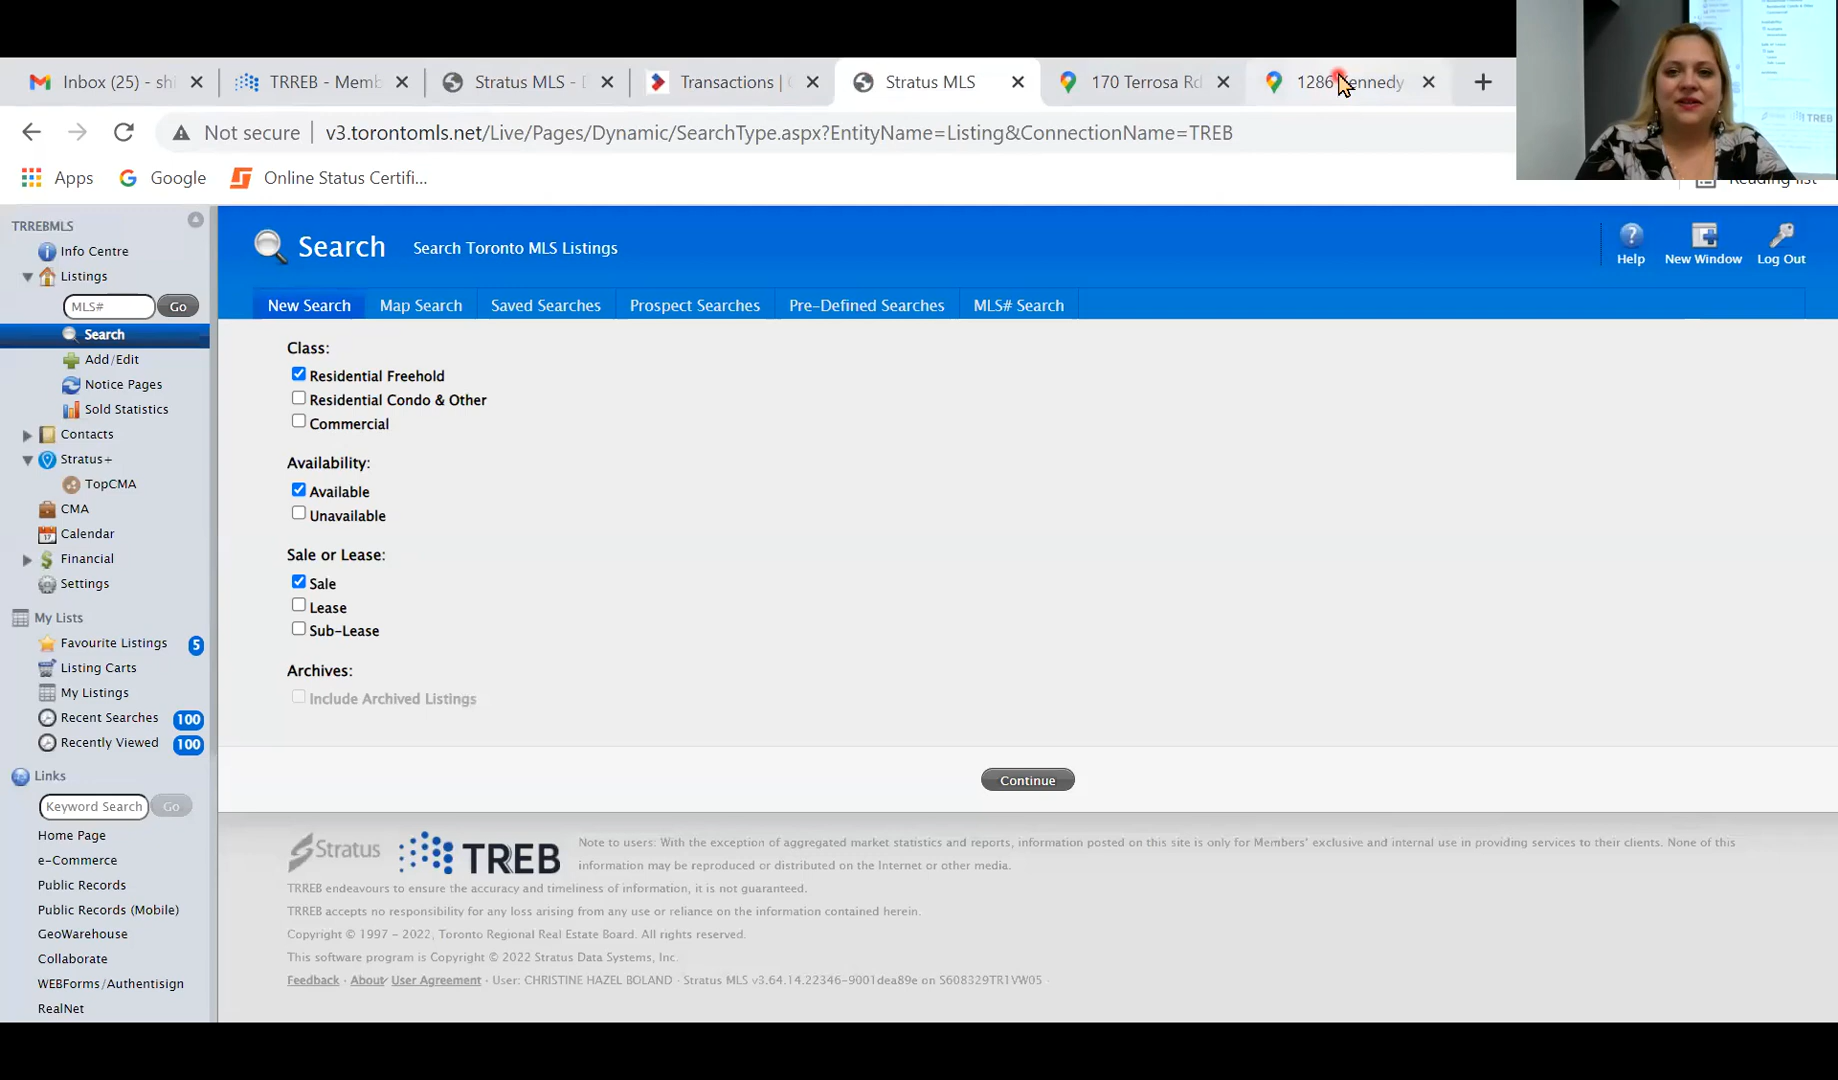 Inbox (25) - shi
TRREB - Memb
Stratus MLS - D
Transactions |
Stratus MLS
170 Terrosa Rd
1286 Kennedy
Not secure
v3.torontomls.net/Live/Pages/Dynamic/SearchType.aspx?EntityName=Listing&ConnectionName=TREB
Apps
Google
Online Status Certifi...
Reading list
TREB
TRREBMLS
Info Centre
Listings
MLS#
Go
Search
Add/Edit
Notice Pages
Sold Statistics
Contacts
Stratus+
TopCMA
CMA
Calendar
Financial
Settings
My Lists
Favourite Listings 5
Listing Carts
My Listings
Recent Searches 100
Recently Viewed 100
Links
Keyword Search
Go
Home Page
e-Commerce
Public Records
Public Records (Mobile)
GeoWarehouse
Collaborate
WEBForms/Authentisign
RealNet
Search
Search Toronto MLS Listings
Help
New Window
Log Out
New Search
Map Search
Saved Searches
Prospect Searches
Pre-Defined Searches
MLS# Search
Class:
Residential Freehold
Residential Condo & Other
Commercial
Availability:
Available
Unavailable
Sale or Lease:
Sale
Lease
Sub-Lease
Archives:
Include Archived Listings
Continue
Stratus
TRREB
Note to users: With the exception of aggregated market statistics and reports, information posted on this site is only for Members' exclusive and internal use in providing services to their clients. None of this
information may be reproduced or distributed on the Internet or other media.
TRREB endeavours to ensure the accuracy and timeliness of information, it is not guaranteed.
TRREB accepts no responsibility for any loss arising from any use or reliance on the information contained herein.
Copyright © 1997 - 2022, Toronto Regional Real Estate Board. All rights reserved.
This software program is Copyright © 2022 Stratus Data Systems, Inc.
Feedback · About · User Agreement · User: CHRISTINE HAZEL BOLAND · Stratus MLS v3.64.14.22346-9001dea89e on S608329TR1VW05